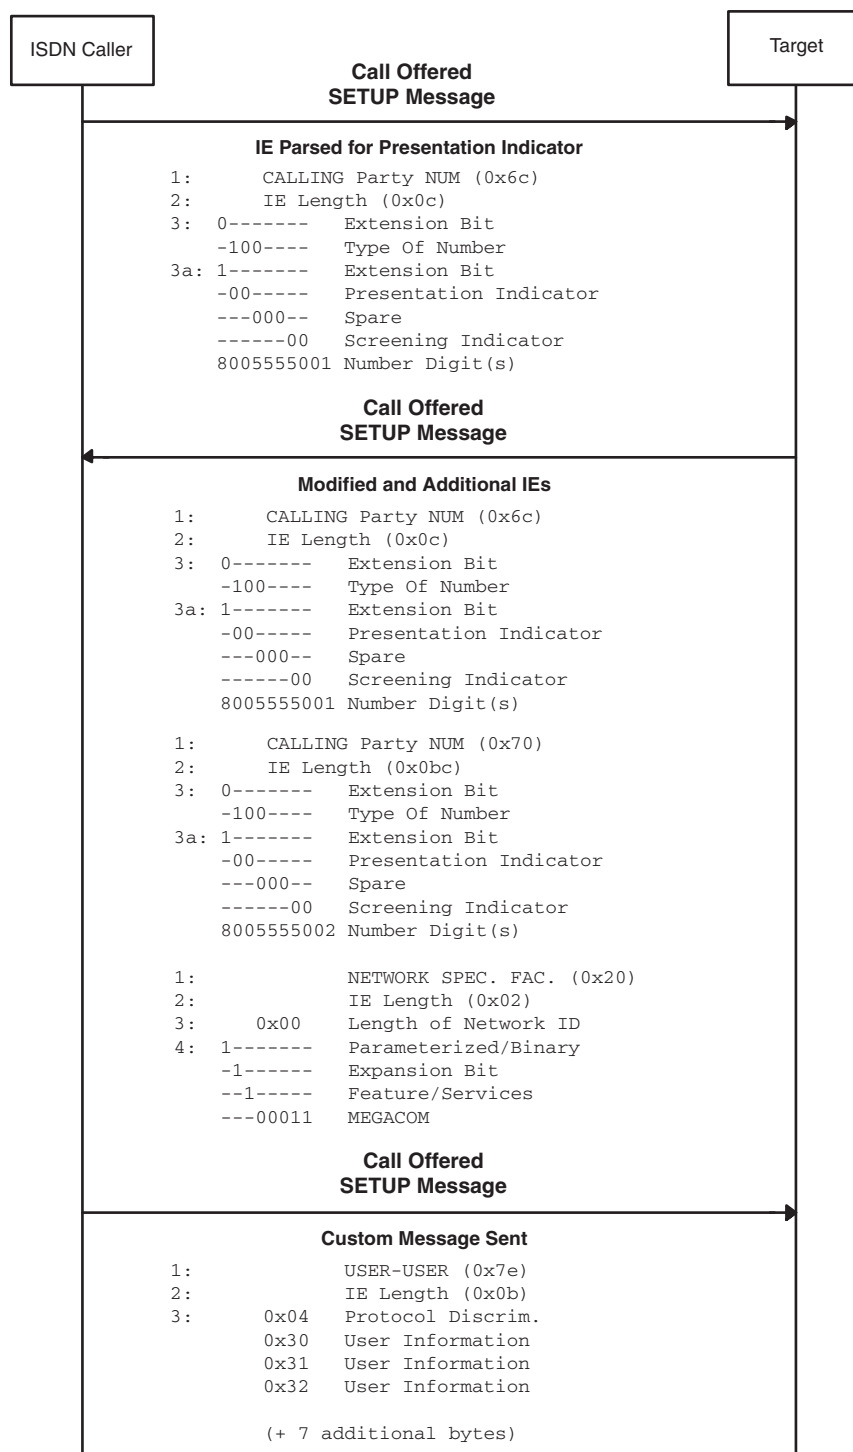 ISDN Caller
Target
Call Offered
SETUP Message
IE Parsed for Presentation Indicator
1: CALLING Party NUM (0x6c)
2: IE Length (0x0c)
3: 0------- Extension Bit
-100---- Type Of Number
3a: 1------- Extension Bit
-00----- Presentation Indicator
---000-- Spare
------00 Screening Indicator
8005555001 Number Digit(s)
Call Offered
SETUP Message
Modified and Additional IEs
1: CALLING Party NUM (0x6c)
2: IE Length (0x0c)
3: 0------- Extension Bit
-100---- Type Of Number
3a: 1------- Extension Bit
-00----- Presentation Indicator
---000-- Spare
------00 Screening Indicator
8005555001 Number Digit(s)
1: CALLING Party NUM (0x70)
2: IE Length (0x0bc)
3: 0------- Extension Bit
-100---- Type Of Number
3a: 1------- Extension Bit
-00----- Presentation Indicator
---000-- Spare
------00 Screening Indicator
8005555002 Number Digit(s)
1: NETWORK SPEC. FAC. (0x20)
2: IE Length (0x02)
3: 0x00 Length of Network ID
4: 1------- Parameterized/Binary
-1------ Expansion Bit
--1----- Feature/Services
---00011 MEGACOM
Call Offered
SETUP Message
Custom Message Sent
1: USER-USER (0x7e)
2: IE Length (0x0b)
3: 0x04 Protocol Discrim.
0x30 User Information
0x31 User Information
0x32 User Information
(+ 7 additional bytes)